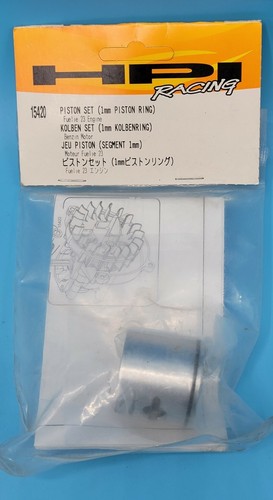 HPI
RACING
15420
PISTON SET (1mm PISTON RING)
Fuelie 23 Engine
KOLBEN SET (1mm KOLBENRING)
Benzin Motor
JEU PISTON (SEGMENT 1mm)
Moteur Fuelie 23
ピストンセット (1mmピストンリング)
Fuelie 23 エンジン